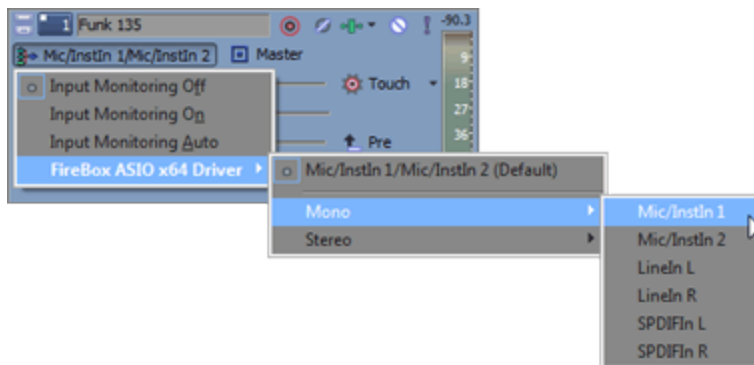 1 Funk 135 -90.3
Mic/InstIn 1/Mic/InstIn 2 Master
9
Input Monitoring Off Touch 18
Input Monitoring On 27
Input Monitoring Auto Pre 36
FireBox ASIO x64 Driver
Mic/InstIn 1/Mic/InstIn 2 (Default)
Mono Mic/InstIn 1
Stereo Mic/InstIn 2
LineIn L
LineIn R
SPDIFIn L
SPDIFIn R